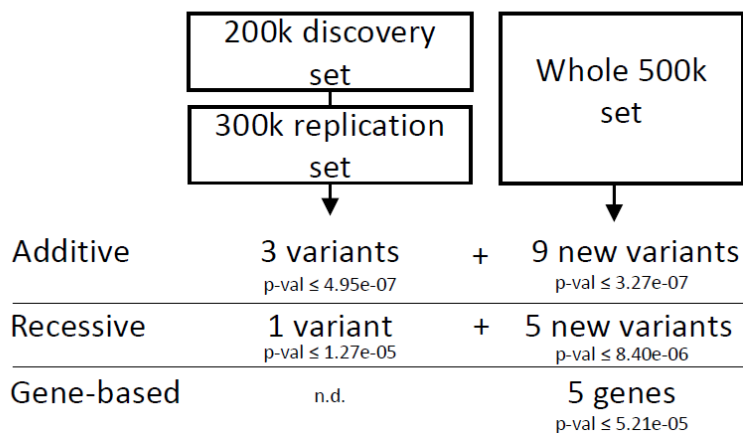 200k discovery
set
300k replication
set
Whole 500k
set
Additive 3 variants + 9 new variants
p-val ≤ 4.95e-07 p-val ≤ 3.27e-07
Recessive 1 variant + 5 new variants
p-val ≤ 1.27e-05 p-val ≤ 8.40e-06
Gene-based n.d. 5 genes
p-val ≤ 5.21e-05